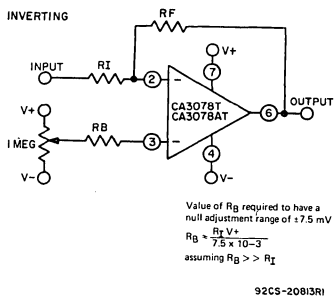 INVERTING
RF
INPUT
RI
V+
2
−
7
CA3078T
CA3078AT
6
OUTPUT
V+
1 MEG
RB
3
−
4
V−
V−
Value of RB required to have a
null adjustment range of ±7.5 mV
RB = RI V+
7.5 x 10−3
assuming RB >> RI
92CS-20813RI